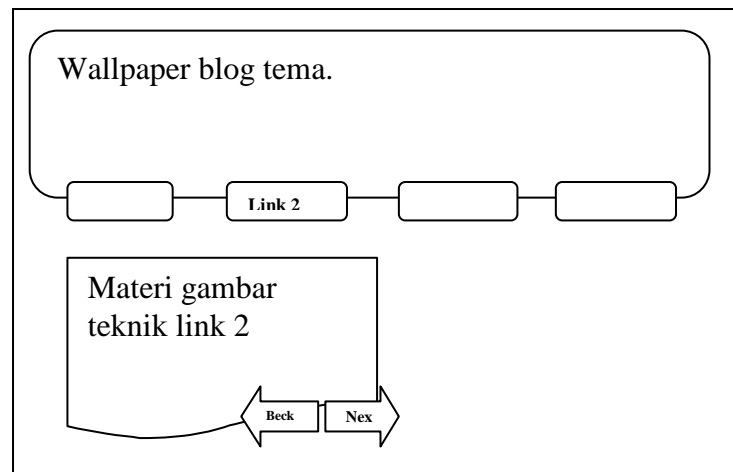 Wallpaper blog tema.
Link 2
Materi gambar
teknik link 2
Beck
Nex